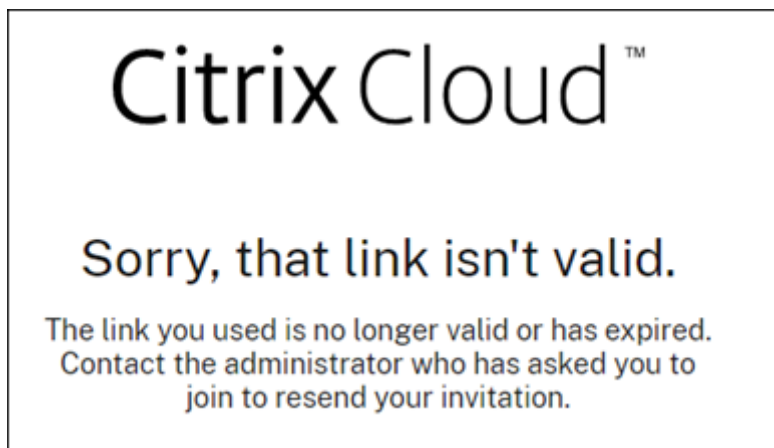 Citrix Cloud™
Sorry, that link isn't valid.
The link you used is no longer valid or has expired.
Contact the administrator who has asked you to
join to resend your invitation.